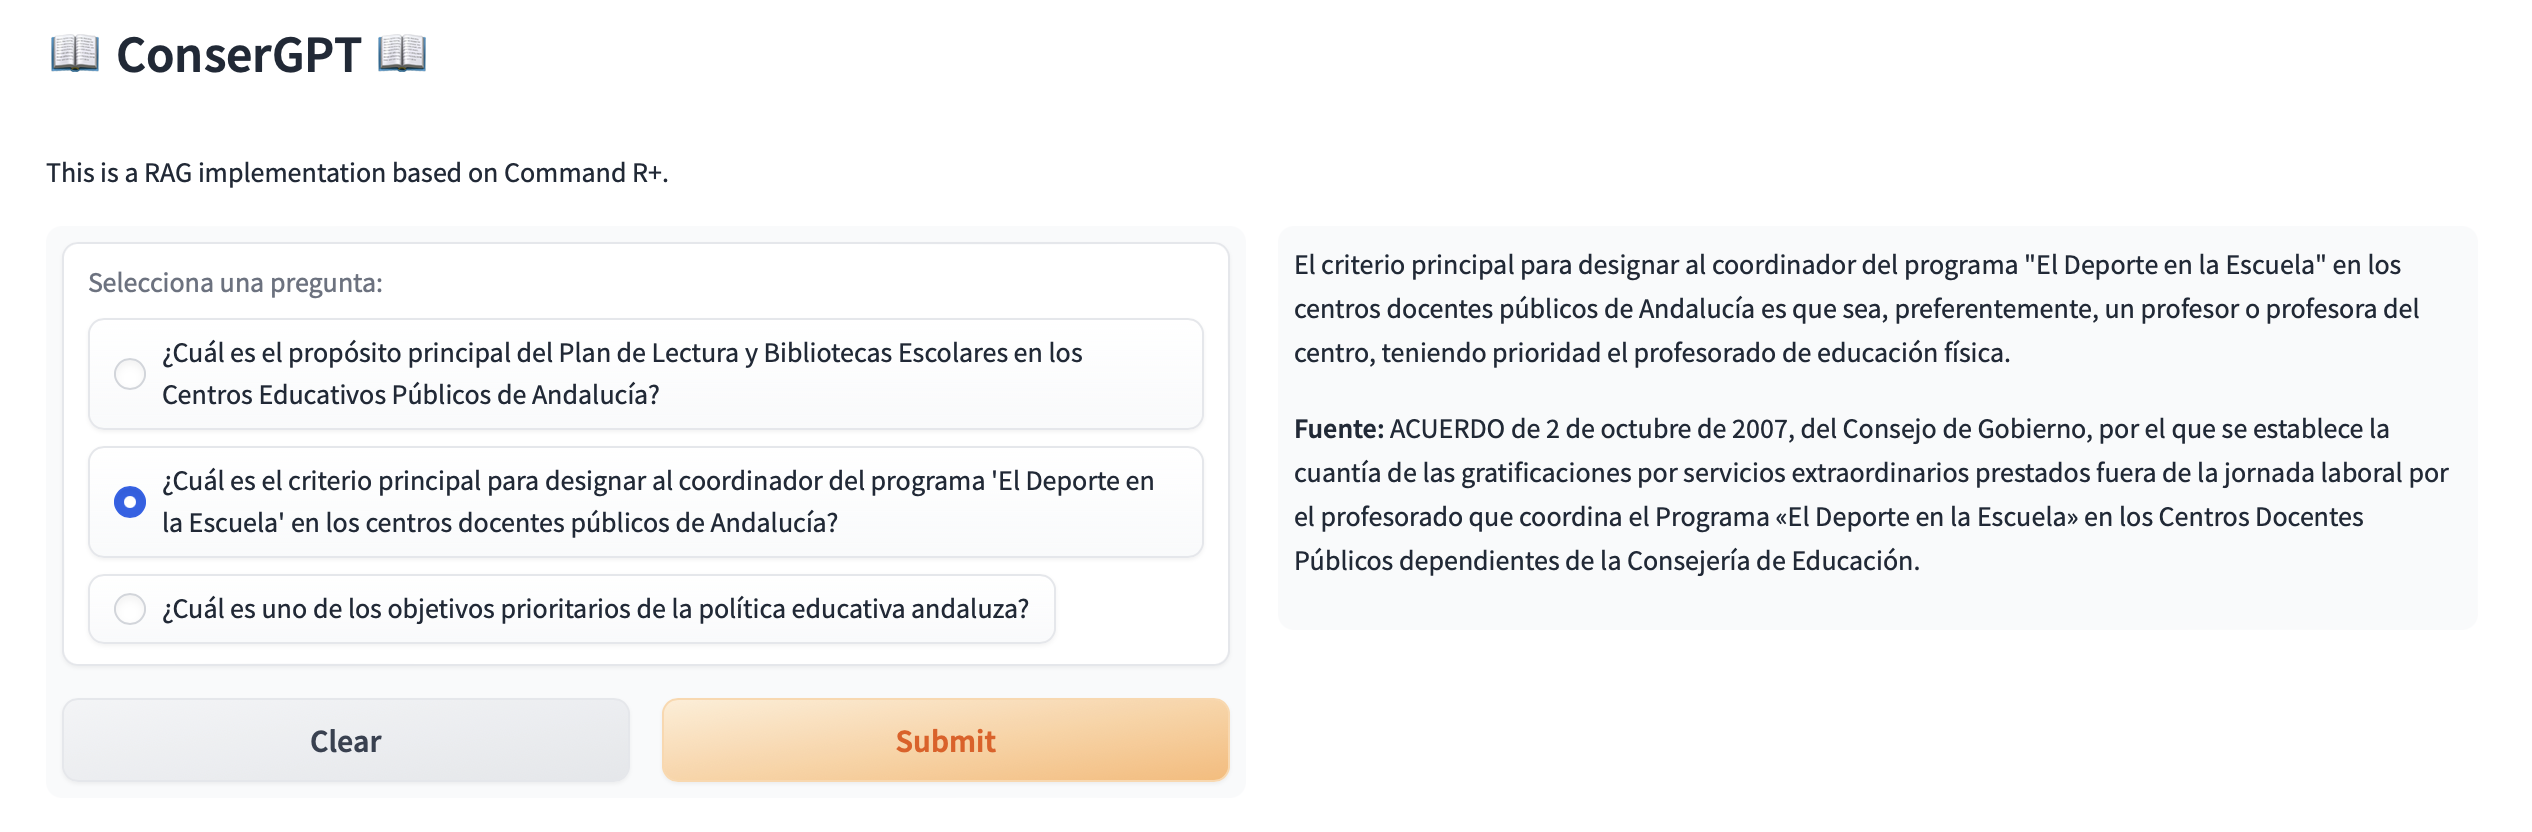 📖 ConserGPT 📖
This is a RAG implementation based on Command R+.
Selecciona una pregunta:
¿Cuál es el propósito principal del Plan de Lectura y Bibliotecas Escolares en los
Centros Educativos Públicos de Andalucía?
¿Cuál es el criterio principal para designar al coordinador del programa 'El Deporte en
la Escuela' en los centros docentes públicos de Andalucía?
¿Cuál es uno de los objetivos prioritarios de la política educativa andaluza?
Clear
Submit
El criterio principal para designar al coordinador del programa "El Deporte en la Escuela" en los
centros docentes públicos de Andalucía es que sea, preferentemente, un profesor o profesora del
centro, teniendo prioridad el profesorado de educación física.
Fuente: ACUERDO de 2 de octubre de 2007, del Consejo de Gobierno, por el que se establece la
cuantía de las gratificaciones por servicios extraordinarios prestados fuera de la jornada laboral por
el profesorado que coordina el Programa «El Deporte en la Escuela» en los Centros Docentes
Públicos dependientes de la Consejería de Educación.